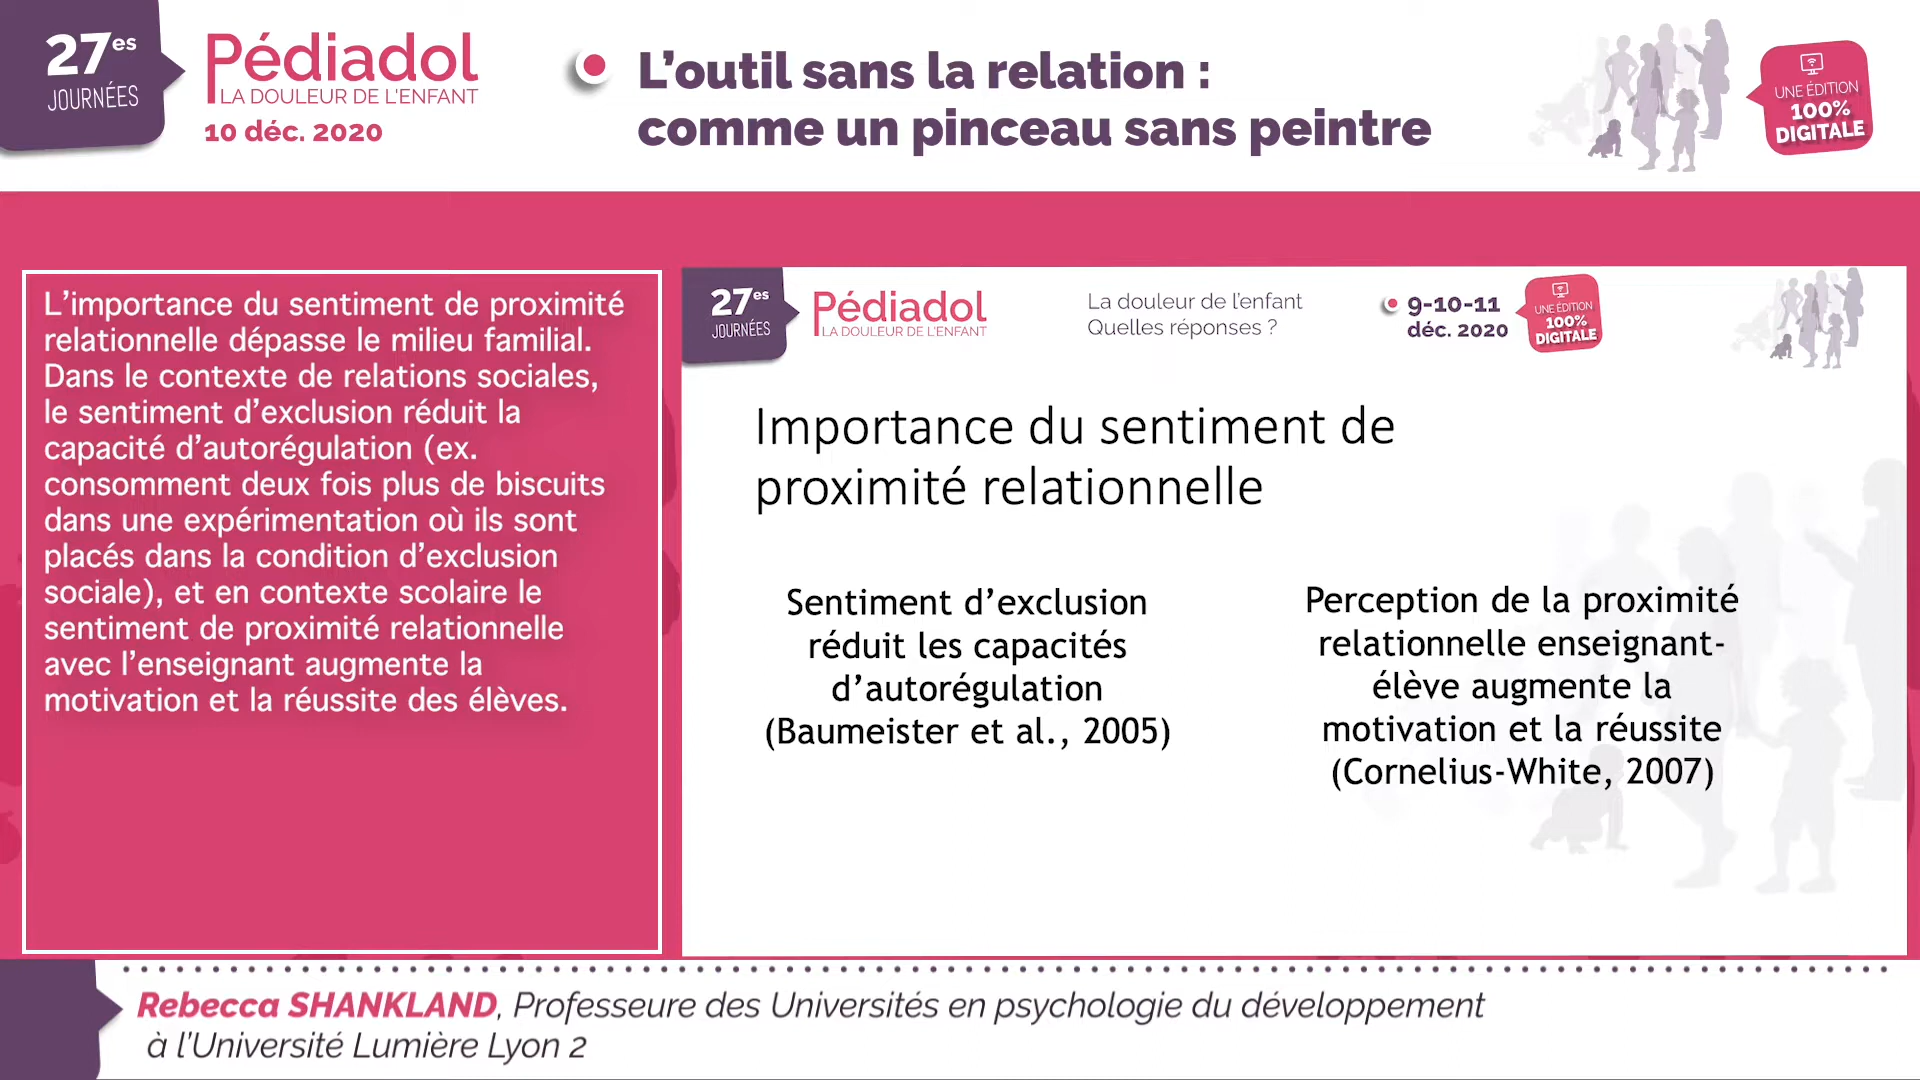 27es
JOURNÉES
Pédiadol
LA DOULEUR DE L'ENFANT
10 déc. 2020
L'outil sans la relation :
comme un pinceau sans peintre
UNE ÉDITION
100%
DIGITALE
L'importance du sentiment de proximité
relationnelle dépasse le milieu familial.
Dans le contexte de relations sociales,
le sentiment d'exclusion réduit la
capacité d'autorégulation (ex.
consomment deux fois plus de biscuits
dans une expérimentation où ils sont
placés dans la condition d'exclusion
sociale), et en contexte scolaire le
sentiment de proximité relationnelle
avec l'enseignant augmente la
motivation et la réussite des élèves.
27es
JOURNÉES
Pédiadol
LA DOULEUR DE L'ENFANT
La douleur de l'enfant
Quelles réponses ?
9-10-11
déc. 2020
UNE ÉDITION
100%
DIGITALE
Importance du sentiment de
proximité relationnelle
Sentiment d'exclusion
réduit les capacités
d'autorégulation
(Baumeister et al., 2005)
Perception de la proximité
relationnelle enseignant-
élève augmente la
motivation et la réussite
(Cornelius-White, 2007)
Rebecca SHANKLAND, Professeure des Universités en psychologie du développement
à l'Université Lumière Lyon 2